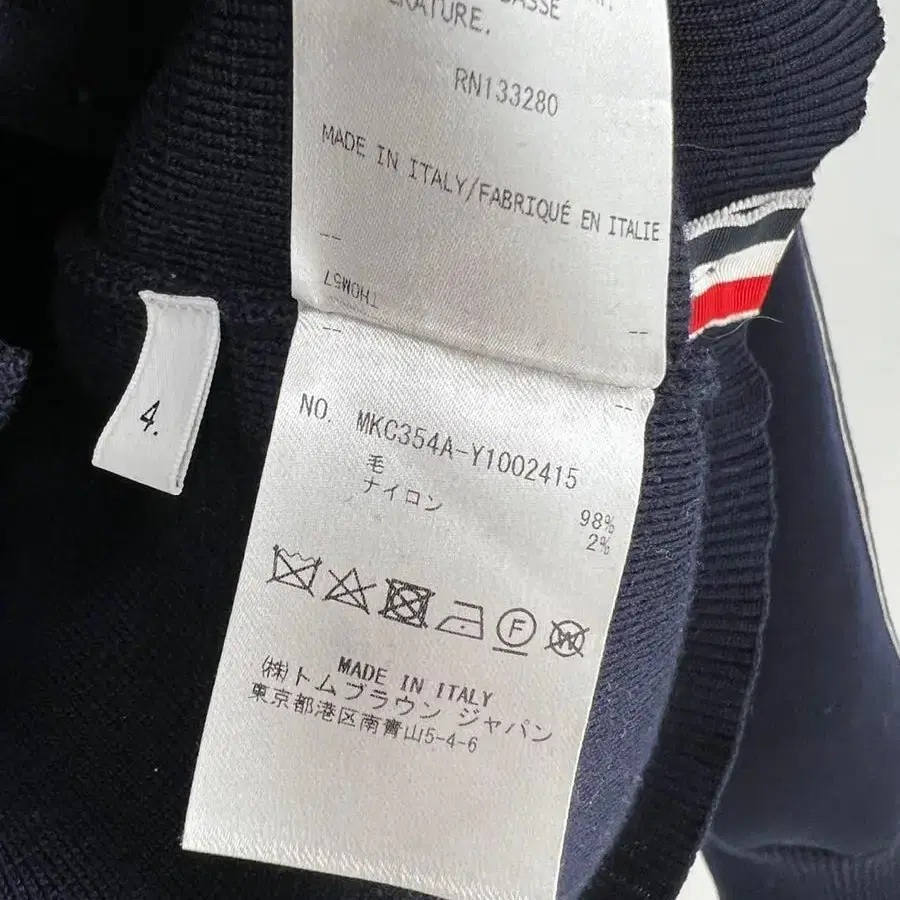 BASSE
RATURE.
RN133280
MADE IN ITALY/FABRIQUÉ EN ITALIE
--
THOM57
--
--
--
4.
NO. MKC354A-Y1002415
毛 98%
ナイロン 2%
F
W
MADE IN ITALY
(株)トムブラウン ジャパン
東京都港区南青山5-4-6